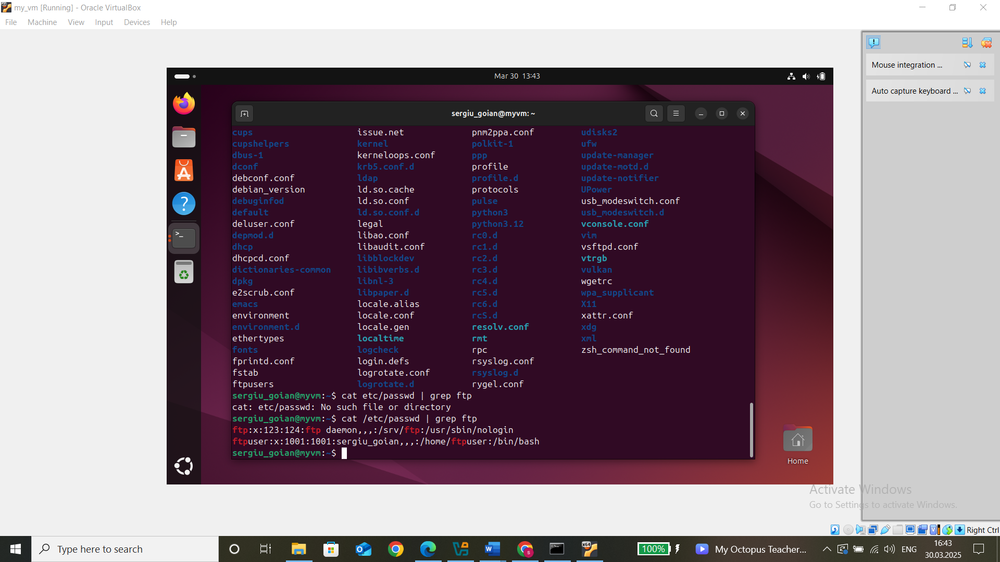 my_vm [Running] - Oracle VirtualBox
File Machine View Input Devices Help
Mouse integration ...
Auto capture keyboard ...
Mar 30 13:43
sergiu_goian@myvm: ~
cups issue.net pnm2ppa.conf udisks2
cupshelpers kernel polkit-1 ufw
dbus-1 kerneloops.conf ppp update-manager
dconf krb5.conf.d profile update-motd.d
debconf.conf ldap profile.d update-notifier
debian_version ld.so.cache protocols UPower
debuginfod ld.so.conf pulse usb_modeswitch.conf
default ld.so.conf.d python3 usb_modeswitch.d
deluser.conf legal python3.12 vconsole.conf
depmod.d libao.conf rc0.d vim
dhcp libaudit.conf rc1.d vsftpd.conf
dhcpcd.conf libblockdev rc2.d vtrgb
dictionaries-common libibverbs.d rc3.d vulkan
dpkg libnl-3 rc4.d wgetrc
e2scrub.conf libpaper.d rc5.d wpa_supplicant
emacs locale.alias rc6.d X11
environment locale.conf rcS.d xattr.conf
environment.d locale.gen resolv.conf xdg
ethertypes localtime rmt xml
fonts logcheck rpc zsh_command_not_found
fprintd.conf login.defs rsyslog.conf
fstab logrotate.conf rsyslog.d
ftpusers logrotate.d rygel.conf
sergiu_goian@myvm:~$ cat etc/passwd | grep ftp
cat: etc/passwd: No such file or directory
sergiu_goian@myvm:~$ cat /etc/passwd | grep ftp
ftp:x:123:124:ftp daemon,,,:/srv/ftp:/usr/sbin/nologin
ftpuser:x:1001:1001:sergiu_goian,,,:/home/ftpuser:/bin/bash
sergiu_goian@myvm:~$
Home
Activate Windows
Go to Settings to activate Windows.
Right Ctrl
Type here to search
100%
My Octopus Teacher...
ENG
16:43
30.03.2025